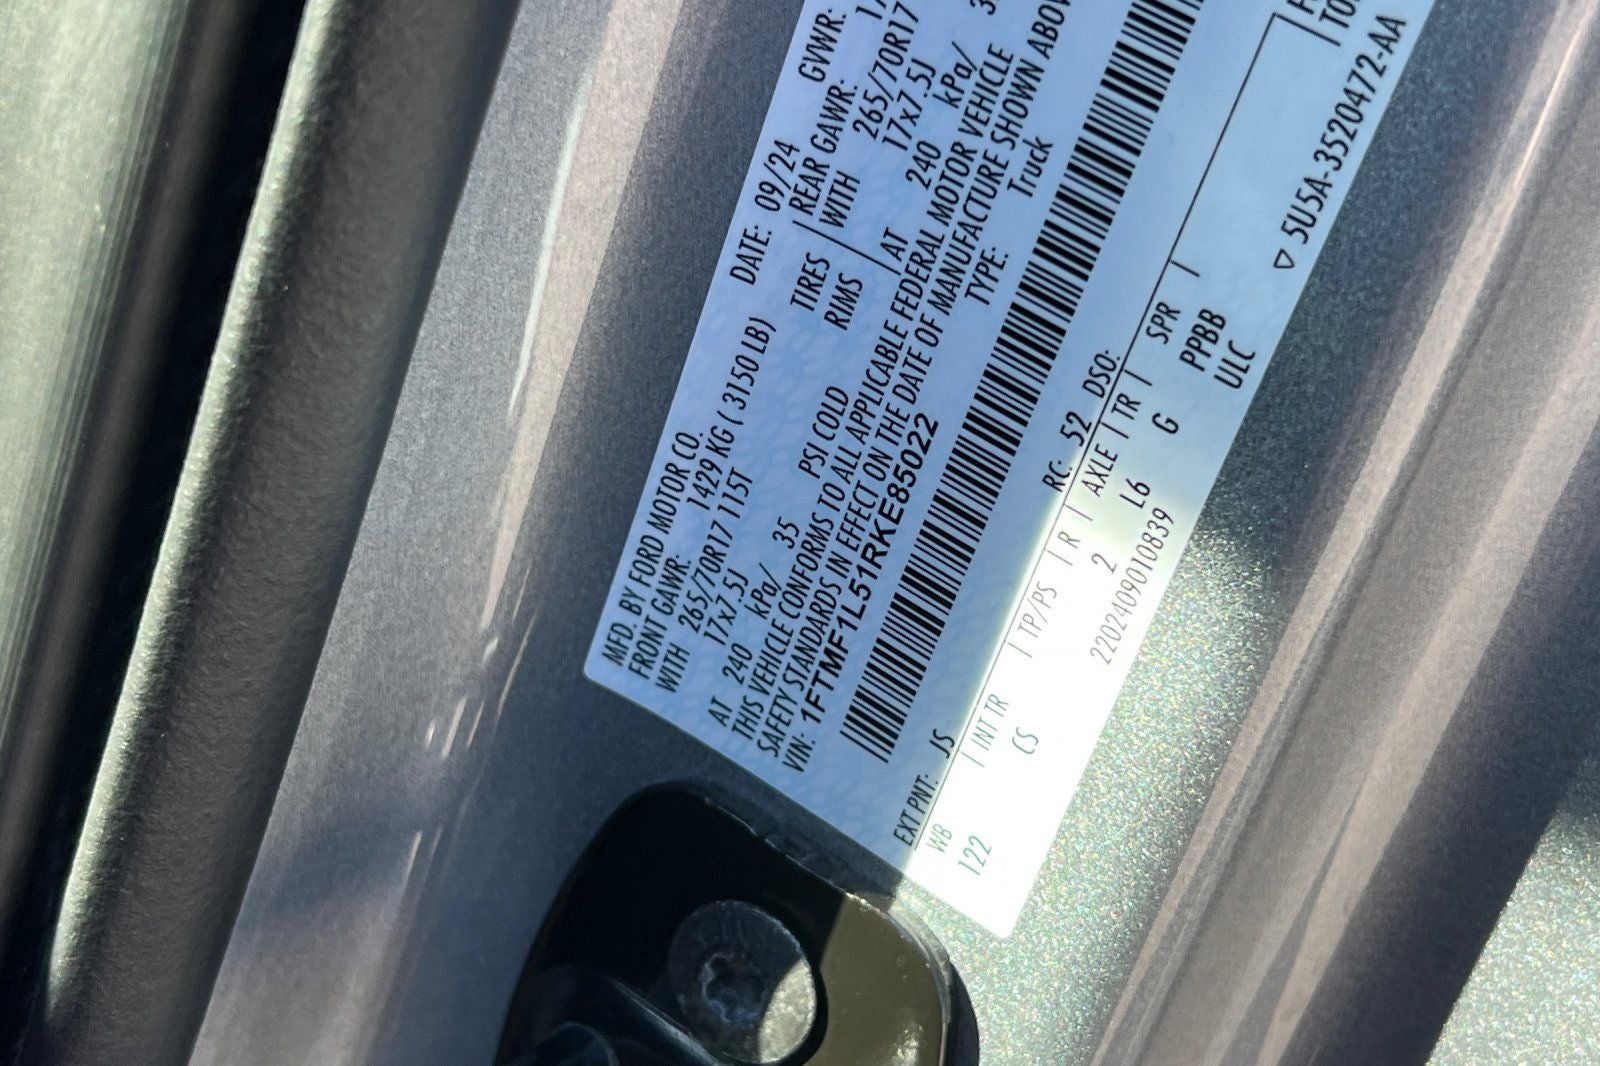 MFD. BY FORD MOTOR CO.
DATE: 09/24
GVWR:
FRONT GAWR: 1429 KG ( 3150 LB)
REAR GAWR:
WITH 265/70R17 115T TIRES
WITH 265/70R17
17x7.5J RIMS
17x7.5J
AT 240 kPa/ 35 PSI COLD
AT 240 kPa/
THIS VEHICLE CONFORMS TO ALL APPLICABLE FEDERAL MOTOR VEHICLE
SAFETY STANDARDS IN EFFECT ON THE DATE OF MANUFACTURE SHOWN ABOV
VIN: 1FTMF1L51RKE85022
TYPE: Truck
EXT PNT: JS RC: 52 DSO:
WB | INT TR | TP/PS | R | AXLE | TR | SPR |
122 CS 2 L6 G PPBB
2202409010839 ULC
▽ 5U5A-3520472-AA